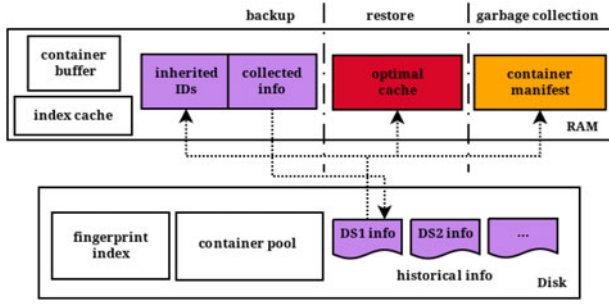 backup
restore
garbage collection
container
buffer
index cache
inherited
IDs
collected
info
optimal
cache
container
manifest
RAM
fingerprint
index
container pool
DS1 info
DS2 info
...
historical info
Disk